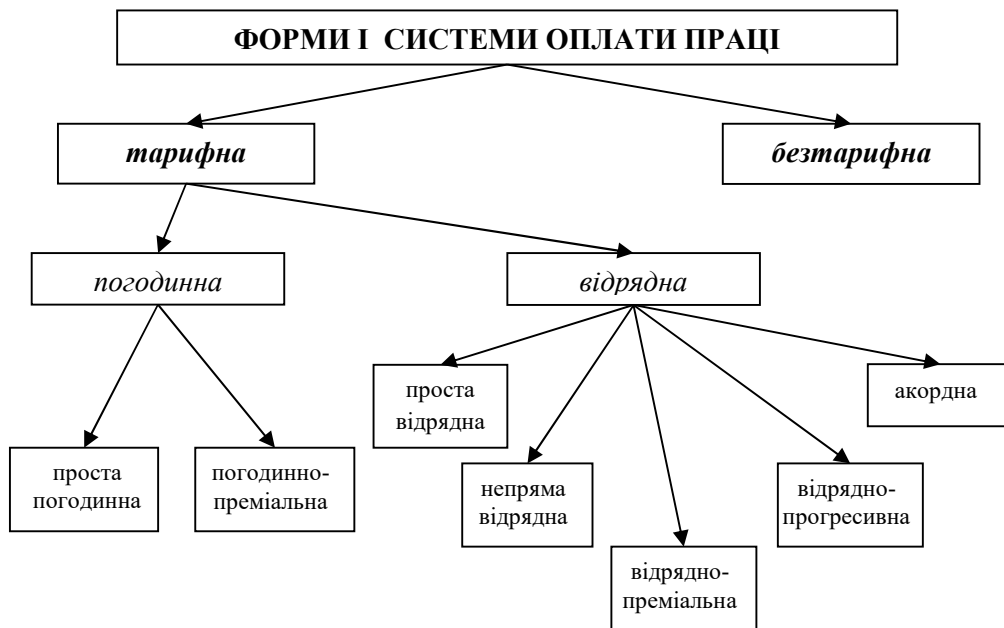 ФОРМИ І СИСТЕМИ ОПЛАТИ ПРАЦІ
тарифна
безтарифна
погодинна
відрядна
проста
погодинна
погодинно-
преміальна
проста
відрядна
непряма
відрядна
відрядно-
преміальна
відрядно-
прогресивна
акордна